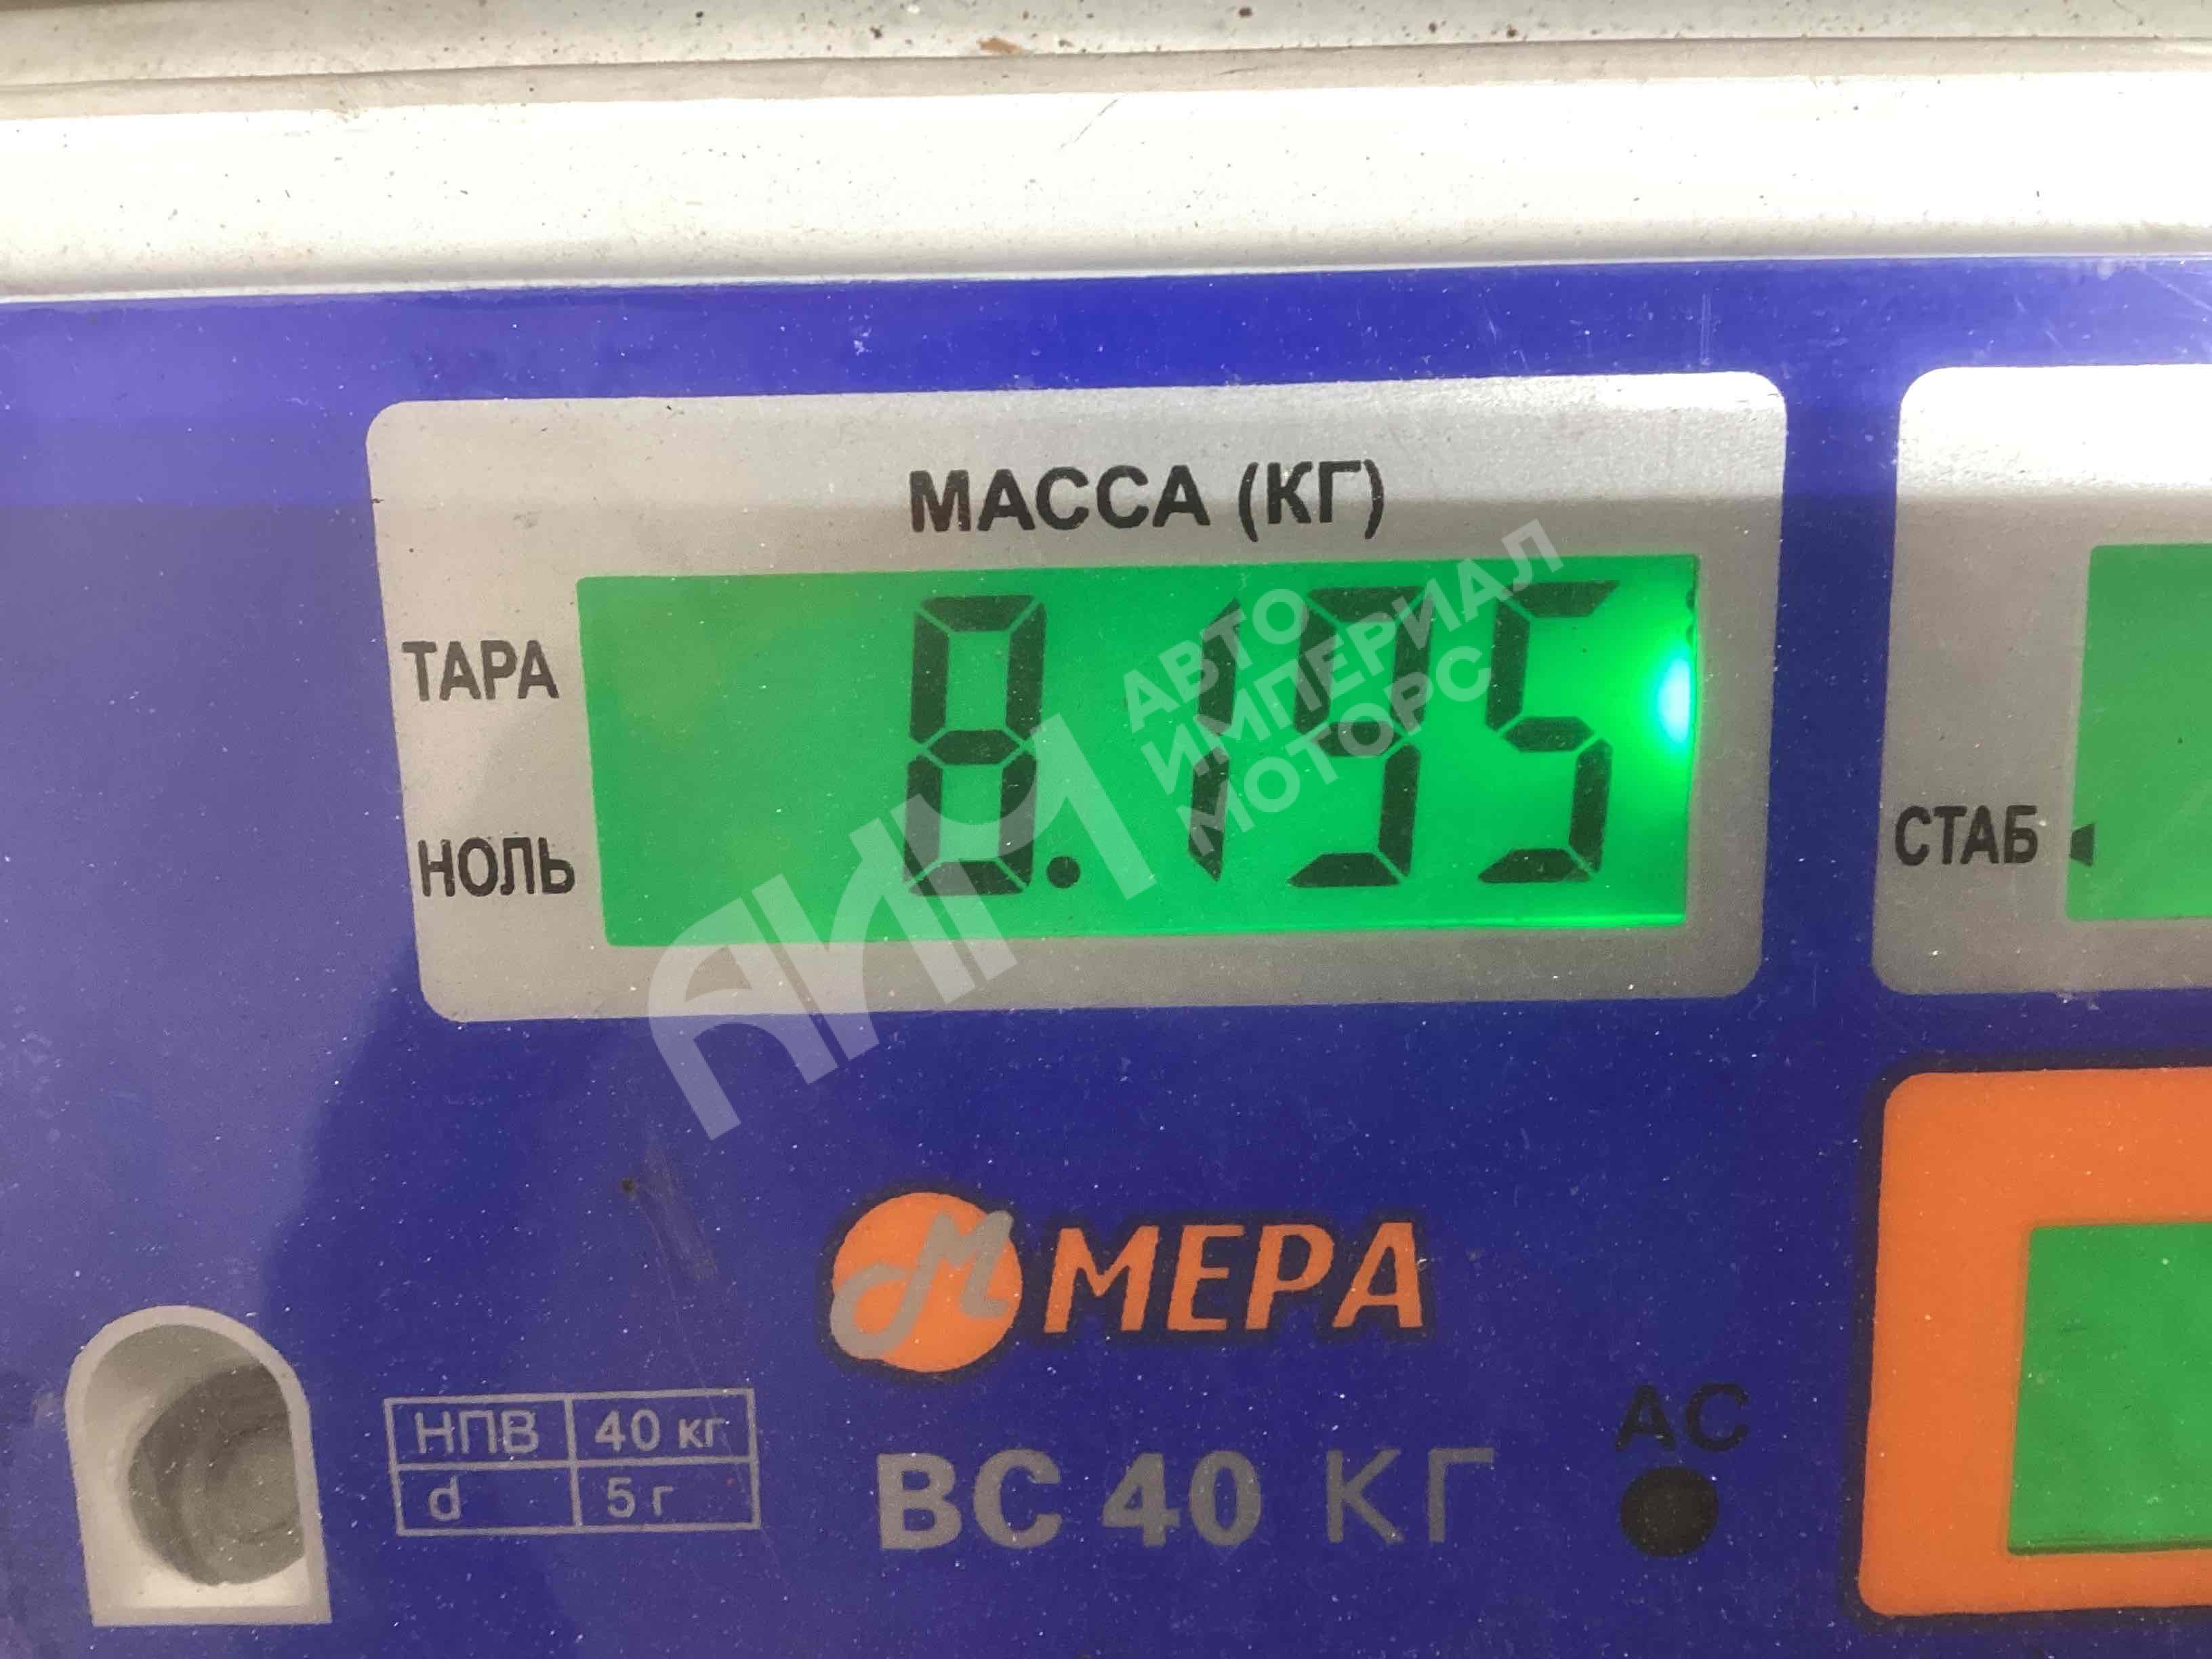 МАССА (КГ)
ТАРА
8.195
НОЛЬ
СТАБ
АИМ
АВТО
ИМПЕРИАЛ
МОТОРС
М МЕРА
НПВ 40 кг
d 5 г
ВС 40 КГ
АС